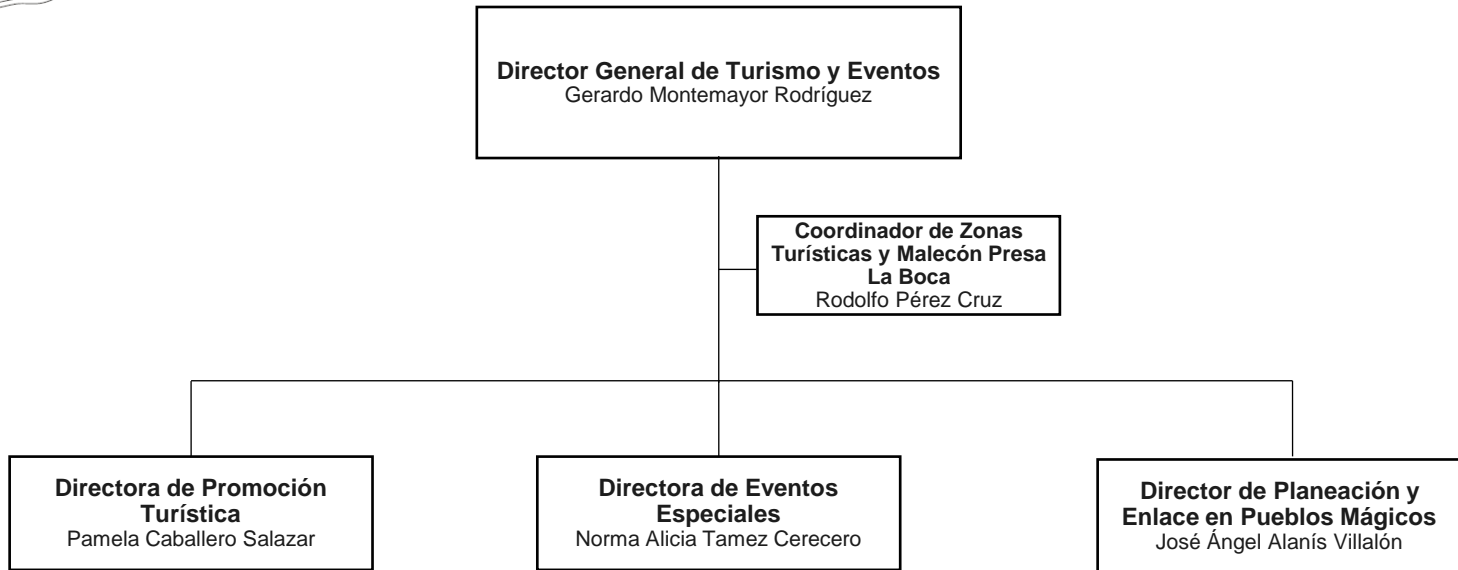 Director General de Turismo y Eventos
Gerardo Montemayor Rodríguez
Coordinador de Zonas
Turísticas y Malecón Presa
La Boca
Rodolfo Pérez Cruz
Directora de Promoción
Turística
Pamela Caballero Salazar
Directora de Eventos
Especiales
Norma Alicia Tamez Cerecero
Director de Planeación y
Enlace en Pueblos Mágicos
José Ángel Alanís Villalón